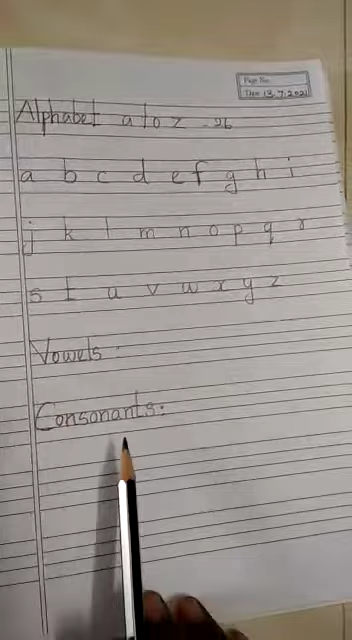 Page No.
Date 13.7.2021
Alphabet a to z - 26
a b c d e f g h i
j k l m n o p q r
s t u v w x y z
Vowels -
Consonants: